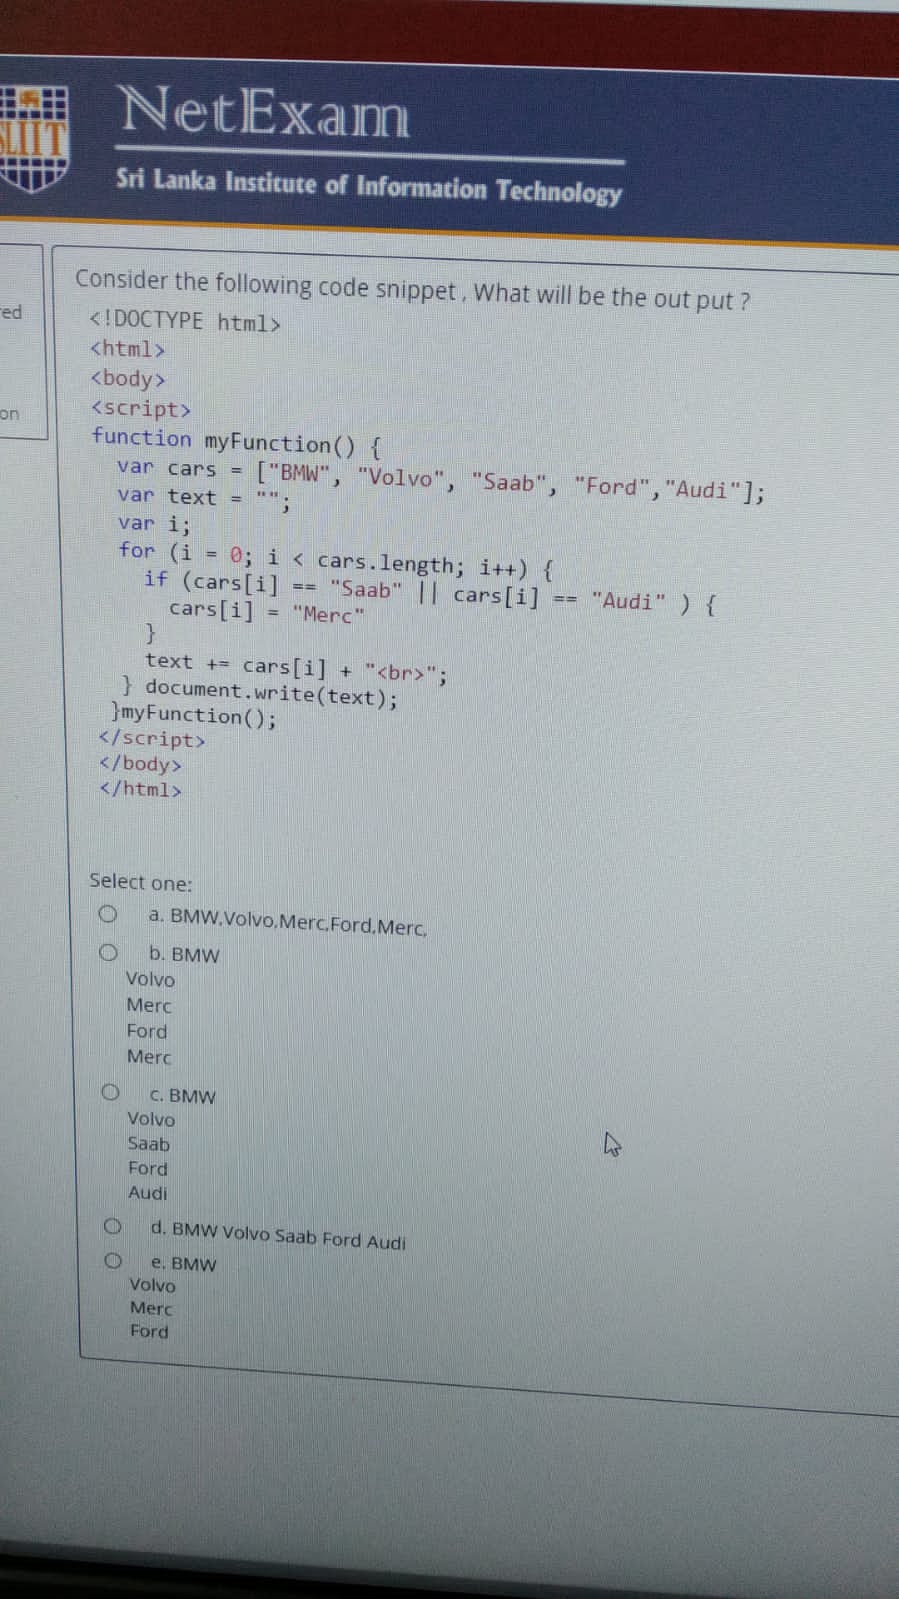 SLIIT
NetExam
Sri Lanka Institute of Information Technology
red
on
Consider the following code snippet , What will be the out put ?
<!DOCTYPE html>
<html>
<body>
<script>
function myFunction() {
var cars = ["BMW", "Volvo", "Saab", "Ford","Audi"];
var text = "";
var i;
for (i = 0; i < cars.length; i++) {
if (cars[i] == "Saab" || cars[i] == "Audi" ) {
cars[i] = "Merc"
}
text += cars[i] + "<br>";
} document.write(text);
}myFunction();
</script>
</body>
</html>
Select one:
a. BMW,Volvo,Merc,Ford,Merc,
b. BMW
Volvo
Merc
Ford
Merc
c. BMW
Volvo
Saab
Ford
Audi
d. BMW Volvo Saab Ford Audi
e. BMW
Volvo
Merc
Ford